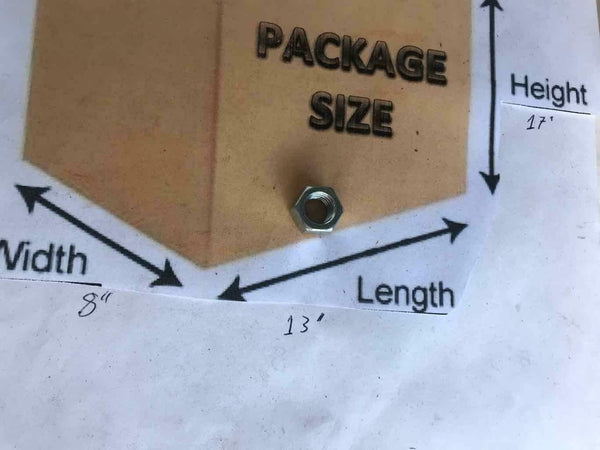 PACKAGE
SIZE
Height
17'
Width
8"
Length
13"